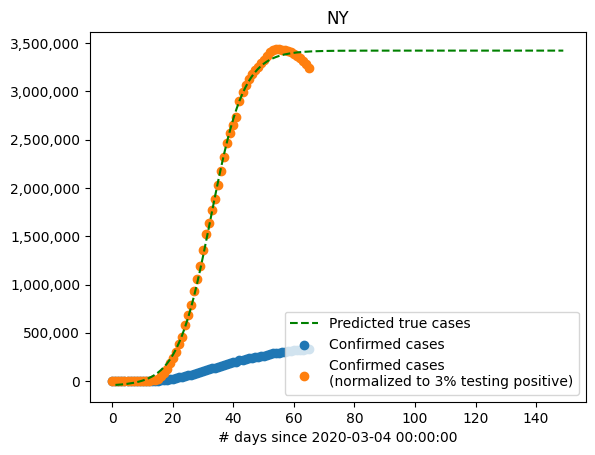 NY
3,500,000
3,000,000
2,500,000
2,000,000
1,500,000
1,000,000
500,000
0
Predicted true cases
Confirmed cases
Confirmed cases
(normalized to 3% testing positive)
0 20 40 60 80 100 120 140
# days since 2020-03-04 00:00:00